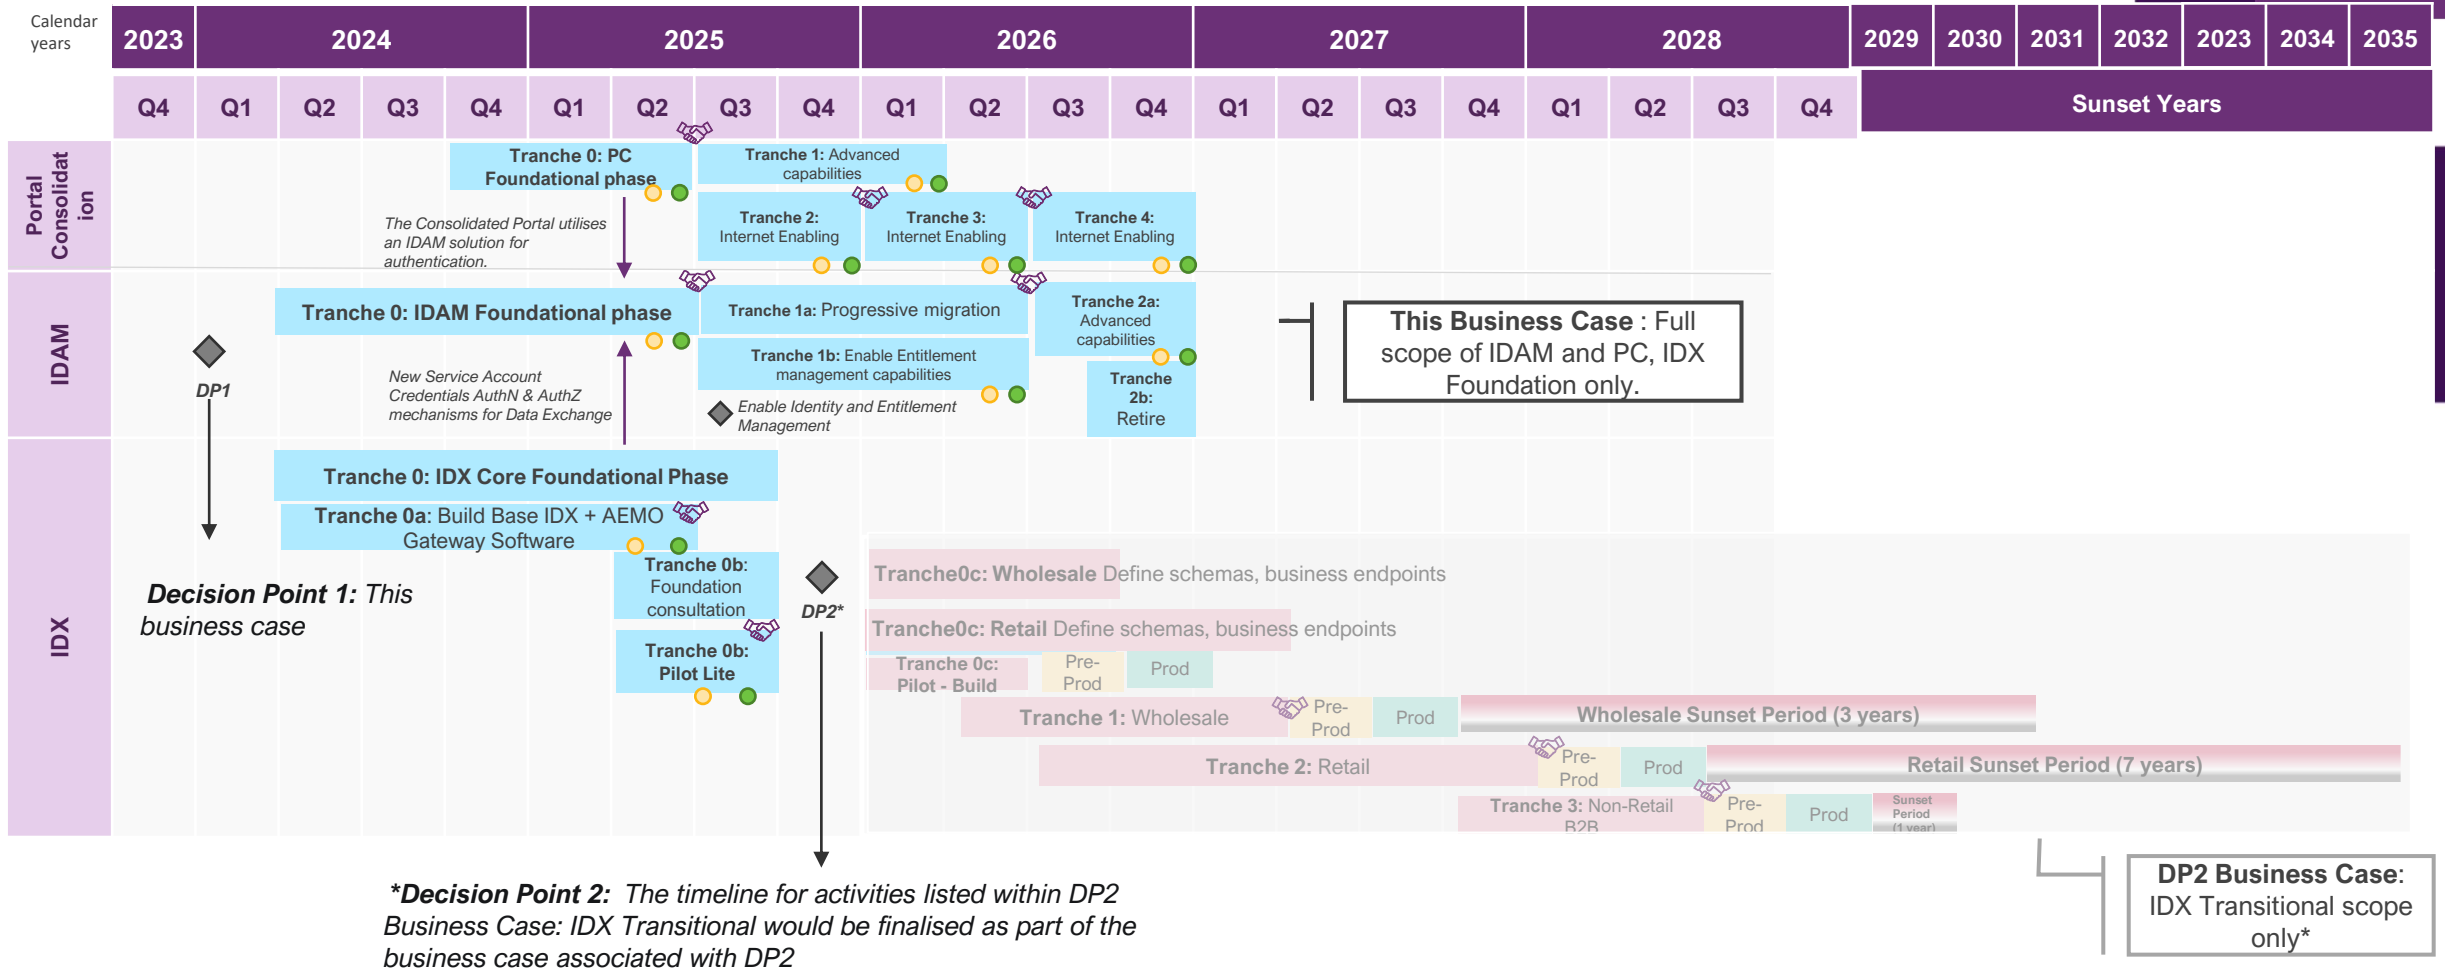 Calendar
years
2023
2024
2025
2026
2027
2028
2029
2030
2031
2032
2023
2034
2035
Q4
Q1
Q2
Q3
Q4
Q1
Q2
Q3
Q4
Q1
Q2
Q3
Q4
Q1
Q2
Q3
Q4
Q1
Q2
Q3
Q4
Sunset Years
Portal
Consolidat
ion
Tranche 0: PC
Foundational phase
Tranche 1: Advanced
capabilities
The Consolidated Portal utilises
an IDAM solution for
authentication.
Tranche 2:
Internet Enabling
Tranche 3:
Internet Enabling
Tranche 4:
Internet Enabling
IDAM
DP1
Tranche 0: IDAM Foundational phase
Tranche 1a: Progressive migration
Tranche 2a:
Advanced
capabilities
Tranche 1b: Enable Entitlement
management capabilities
Tranche
2b:
Retire
New Service Account
Credentials AuthN & AuthZ
mechanisms for Data Exchange
Enable Identity and Entitlement
Management
This Business Case : Full
scope of IDAM and PC, IDX
Foundation only.
IDX
Tranche 0: IDX Core Foundational Phase
Tranche 0a: Build Base IDX + AEMO
Gateway Software
Tranche 0b:
Foundation
consultation
Tranche 0b:
Pilot Lite
Decision Point 1: This
business case
DP2*
Tranche0c: Wholesale Define schemas, business endpoints
Tranche0c: Retail Define schemas, business endpoints
Tranche 0c:
Pilot - Build
Pre-
Prod
Prod
Tranche 1: Wholesale
Pre-
Prod
Prod
Wholesale Sunset Period (3 years)
Tranche 2: Retail
Pre-
Prod
Prod
Retail Sunset Period (7 years)
Tranche 3: Non-Retail
B2B
Pre-
Prod
Prod
Sunset
Period
(1 year)
*Decision Point 2: The timeline for activities listed within DP2
Business Case: IDX Transitional would be finalised as part of the
business case associated with DP2
DP2 Business Case:
IDX Transitional scope
only*